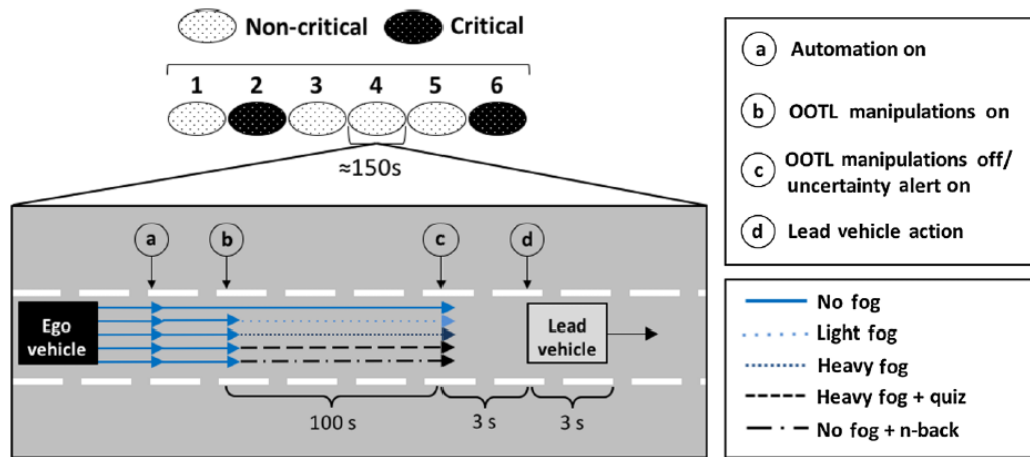 Non-critical
Critical
1 2 3 4 5 6
≈150s
a Automation on
b OOTL manipulations on
c OOTL manipulations off/
uncertainty alert on
d Lead vehicle action
a b c d
Ego
vehicle
Lead
vehicle
100 s
3 s
3 s
No fog
Light fog
Heavy fog
Heavy fog + quiz
No fog + n-back